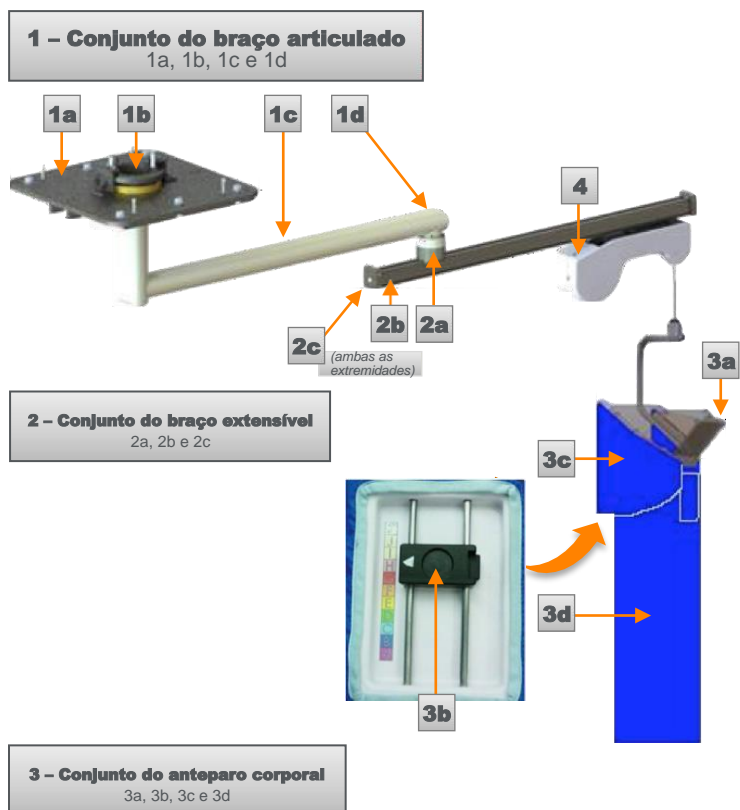 1 – Conjunto do braço articulado
1a, 1b, 1c e 1d
1a
1b
1c
1d
4
2c
2b
2a
(ambas as
extremidades)
3a
2 – Conjunto do braço extensível
2a, 2b e 2c
3c
3d
3b
3 – Conjunto do anteparo corporal
3a, 3b, 3c e 3d